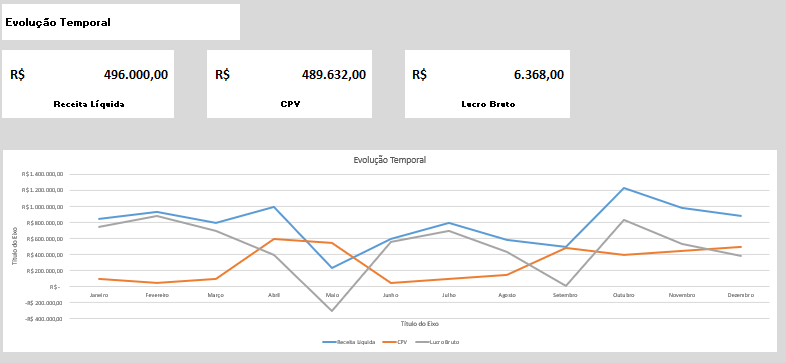 Evolução Temporal
R$ 496.000,00
Receita Líquida
R$ 489.632,00
CPV
R$ 6.368,00
Lucro Bruto
Evolução Temporal
R$ 1.400.000,00
R$ 1.200.000,00
R$ 1.000.000,00
R$ 800.000,00
R$ 600.000,00
R$ 400.000,00
R$ 200.000,00
R$ -
-R$ 200.000,00
-R$ 400.000,00
Título do Eixo
Janeiro Fevereiro Março Abril Maio Junho Julho Agosto Setembro Outubro Novembro Dezembro
Título do Eixo
Receita Líquida CPV Lucro Bruto